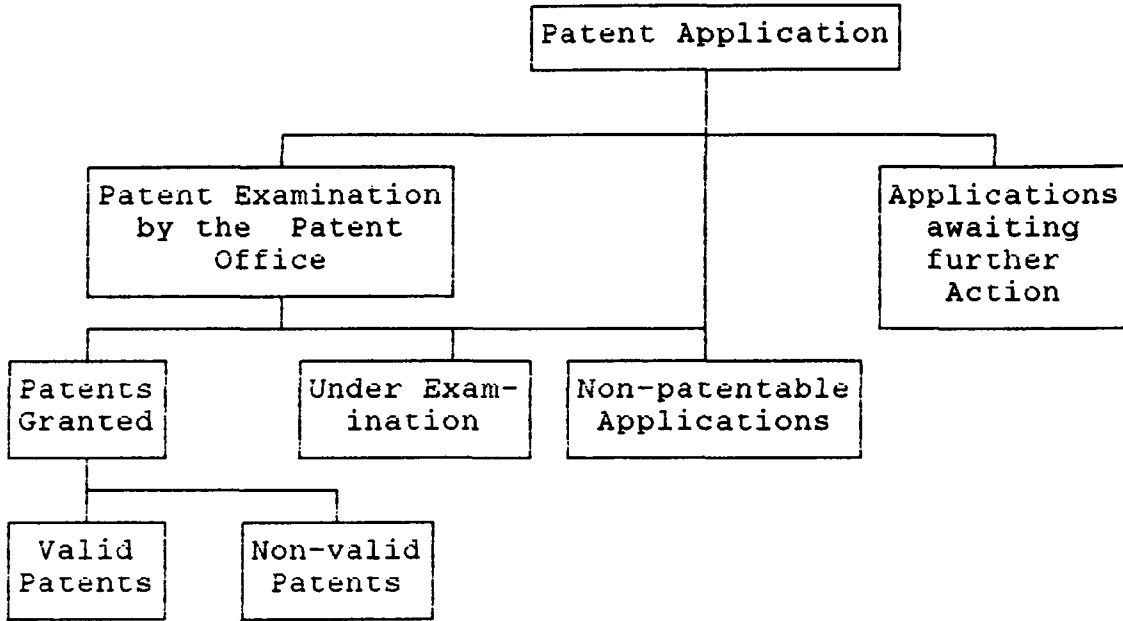 Patent Application
Patent Examination
by the Patent
Office
Applications
awaiting
further
Action
Patents
Granted
Under Exam-
ination
Non-patentable
Applications
Valid
Patents
Non-valid
Patents